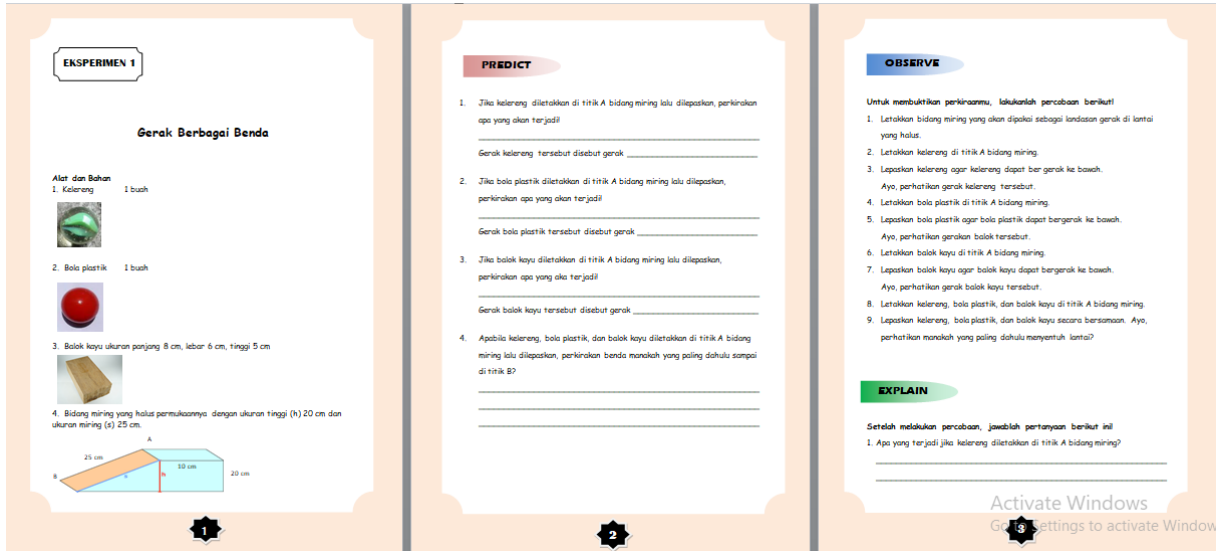 EKSPERIMEN 1
Gerak Berbagai Benda
Alat dan Bahan
1. Kelereng 1 buah
2. Bola plastik 1 buah
3. Balok kayu ukuran panjang 8 cm, lebar 6 cm, tinggi 5 cm
4. Bidang miring yang halus permukaannya dengan ukuran tinggi (h) 20 cm dan
ukuran miring (s) 25 cm.
A
25 cm
10 cm
B
s
h
20 cm
1
PREDICT
1. Jika kelereng diletakkan di titik A bidang miring lalu dilepaskan, perkirakan
apa yang akan terjadi!
Gerak kelereng tersebut disebut gerak
2. Jika bola plastik diletakkan di titik A bidang miring lalu dilepaskan,
perkirakan apa yang akan terjadi!
Gerak bola plastik tersebut disebut gerak
3. Jika balok kayu diletakkan di titik A bidang miring lalu dilepaskan,
perkirakan apa yang aka terjadi!
Gerak balok kayu tersebut disebut gerak
4. Apabila kelereng, bola plastik, dan balok kayu diletakkan di titik A bidang
miring lalu dilepaskan, perkirakan benda manakah yang paling dahulu sampai
di titik B?
2
OBSERVE
Untuk membuktikan perkiraanmu, lakukanlah percobaan berikut!
1. Letakkan bidang miring yang akan dipakai sebagai landasan gerak di lantai
yang halus.
2. Letakkan kelereng di titik A bidang miring.
3. Lepaskan kelereng agar kelereng dapat ber gerak ke bawah.
Ayo, perhatikan gerak kelereng tersebut.
4. Letakkan bola plastik di titik A bidang miring.
5. Lepaskan bola plastik agar bola plastik dapat bergerak ke bawah.
Ayo, perhatikan gerakan balok tersebut.
6. Letakkan balok kayu di titik A bidang miring.
7. Lepaskan balok kayu agar balok kayu dapat bergerak ke bawah.
Ayo, perhatikan gerak balok kayu tersebut.
8. Letakkan kelereng, bola plastik, dan balok kayu di titik A bidang miring.
9. Lepaskan kelereng, bola plastik, dan balok kayu secara bersamaan. Ayo,
perhatikan manakah yang paling dahulu menyentuh lantai?
EXPLAIN
Setelah melakukan percobaan, jawablah pertanyaan berikut ini!
1. Apa yang terjadi jika kelereng diletakkan di titik A bidang miring?
3
Activate Windows
Go to Settings to activate Window